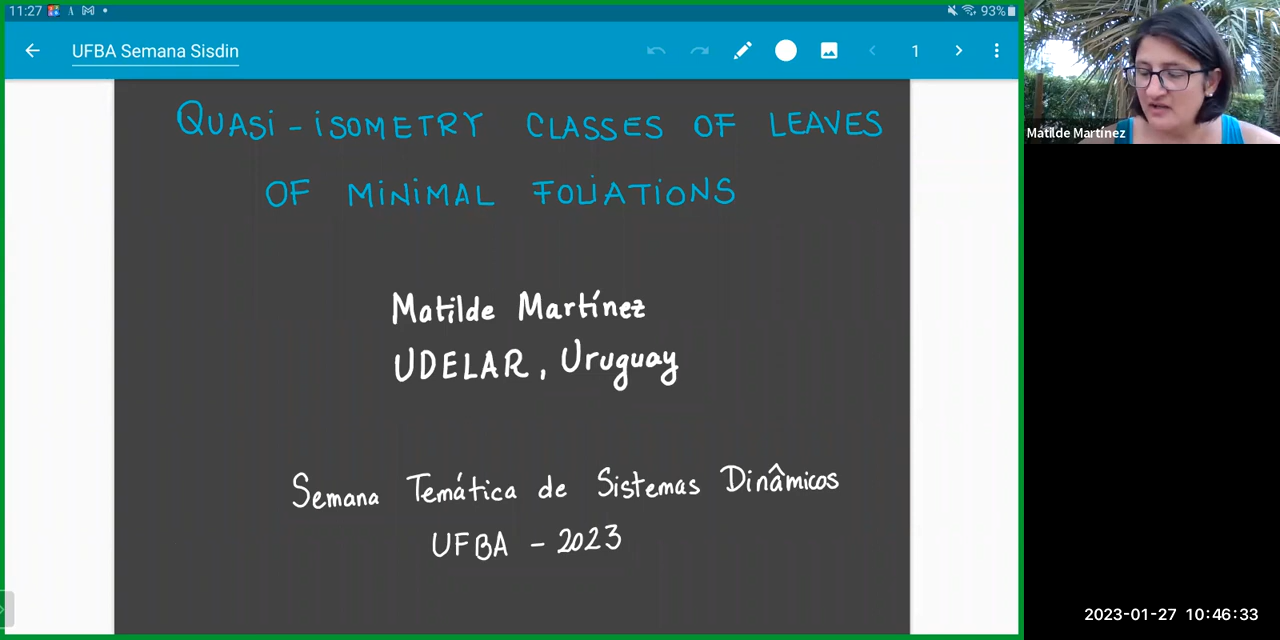 11:27
93%
UFBA Semana Sisdin
1
QUASI-ISOMETRY CLASSES OF LEAVES
OF MINIMAL FOLIATIONS
Matilde Martínez
UDELAR, Uruguay
Semana Temática de Sistemas Dinâmicos
UFBA - 2023
Matilde Martínez
2023-01-27 10:46:33